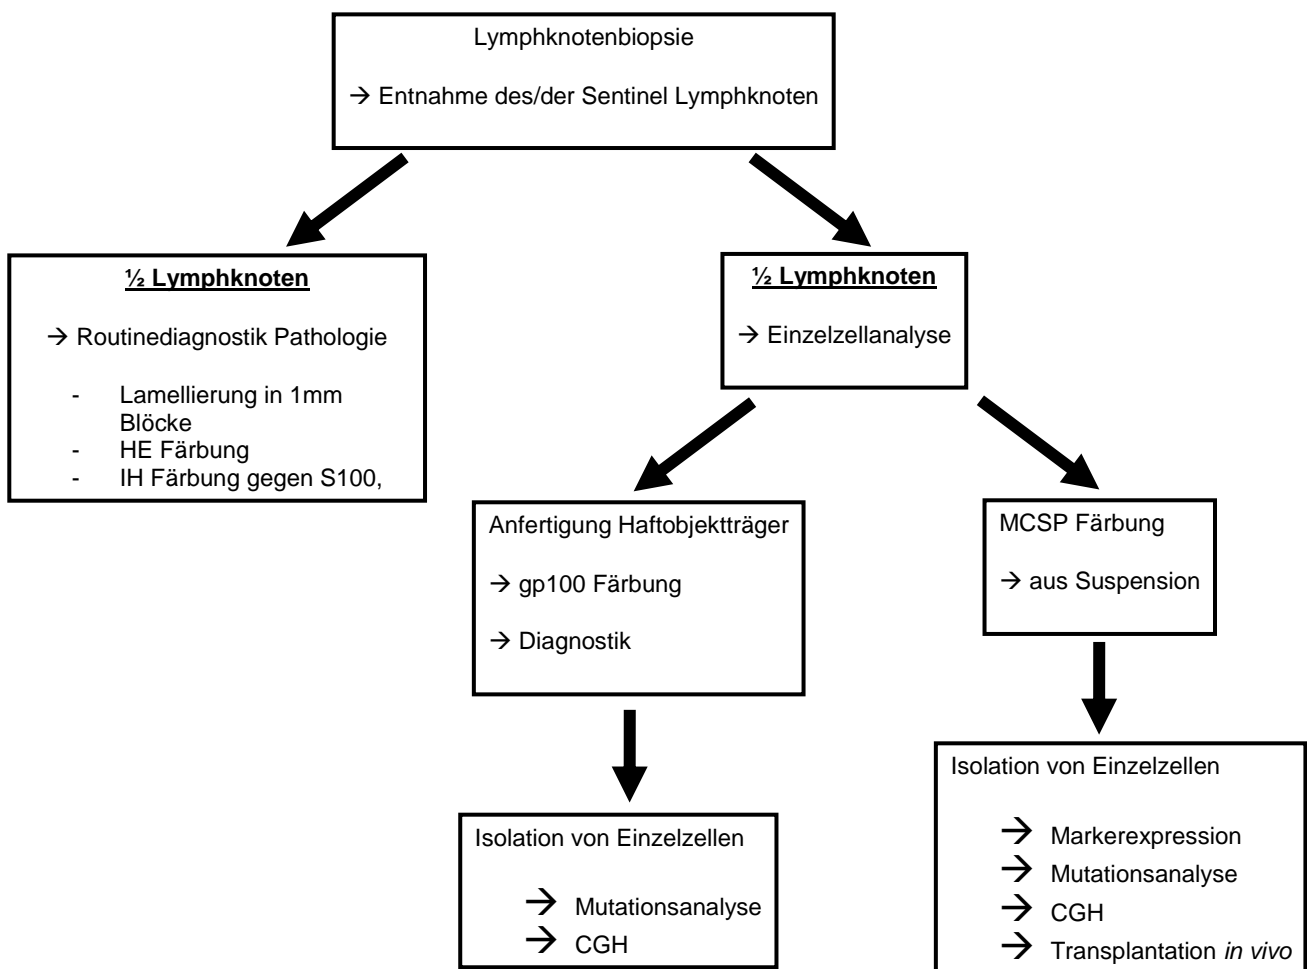 Lymphknotenbiopsie
→ Entnahme des/der Sentinel Lymphknoten
½ Lymphknoten
→ Routinediagnostik Pathologie
- Lamellierung in 1mm
Blöcke
- HE Färbung
- IH Färbung gegen S100,
½ Lymphknoten
→ Einzelzellanalyse
Anfertigung Haftobjektträger
→ gp100 Färbung
→ Diagnostik
MCSP Färbung
→ aus Suspension
Isolation von Einzelzellen
→ Mutationsanalyse
→ CGH
Isolation von Einzelzellen
→ Markerexpression
→ Mutationsanalyse
→ CGH
→ Transplantation in vivo